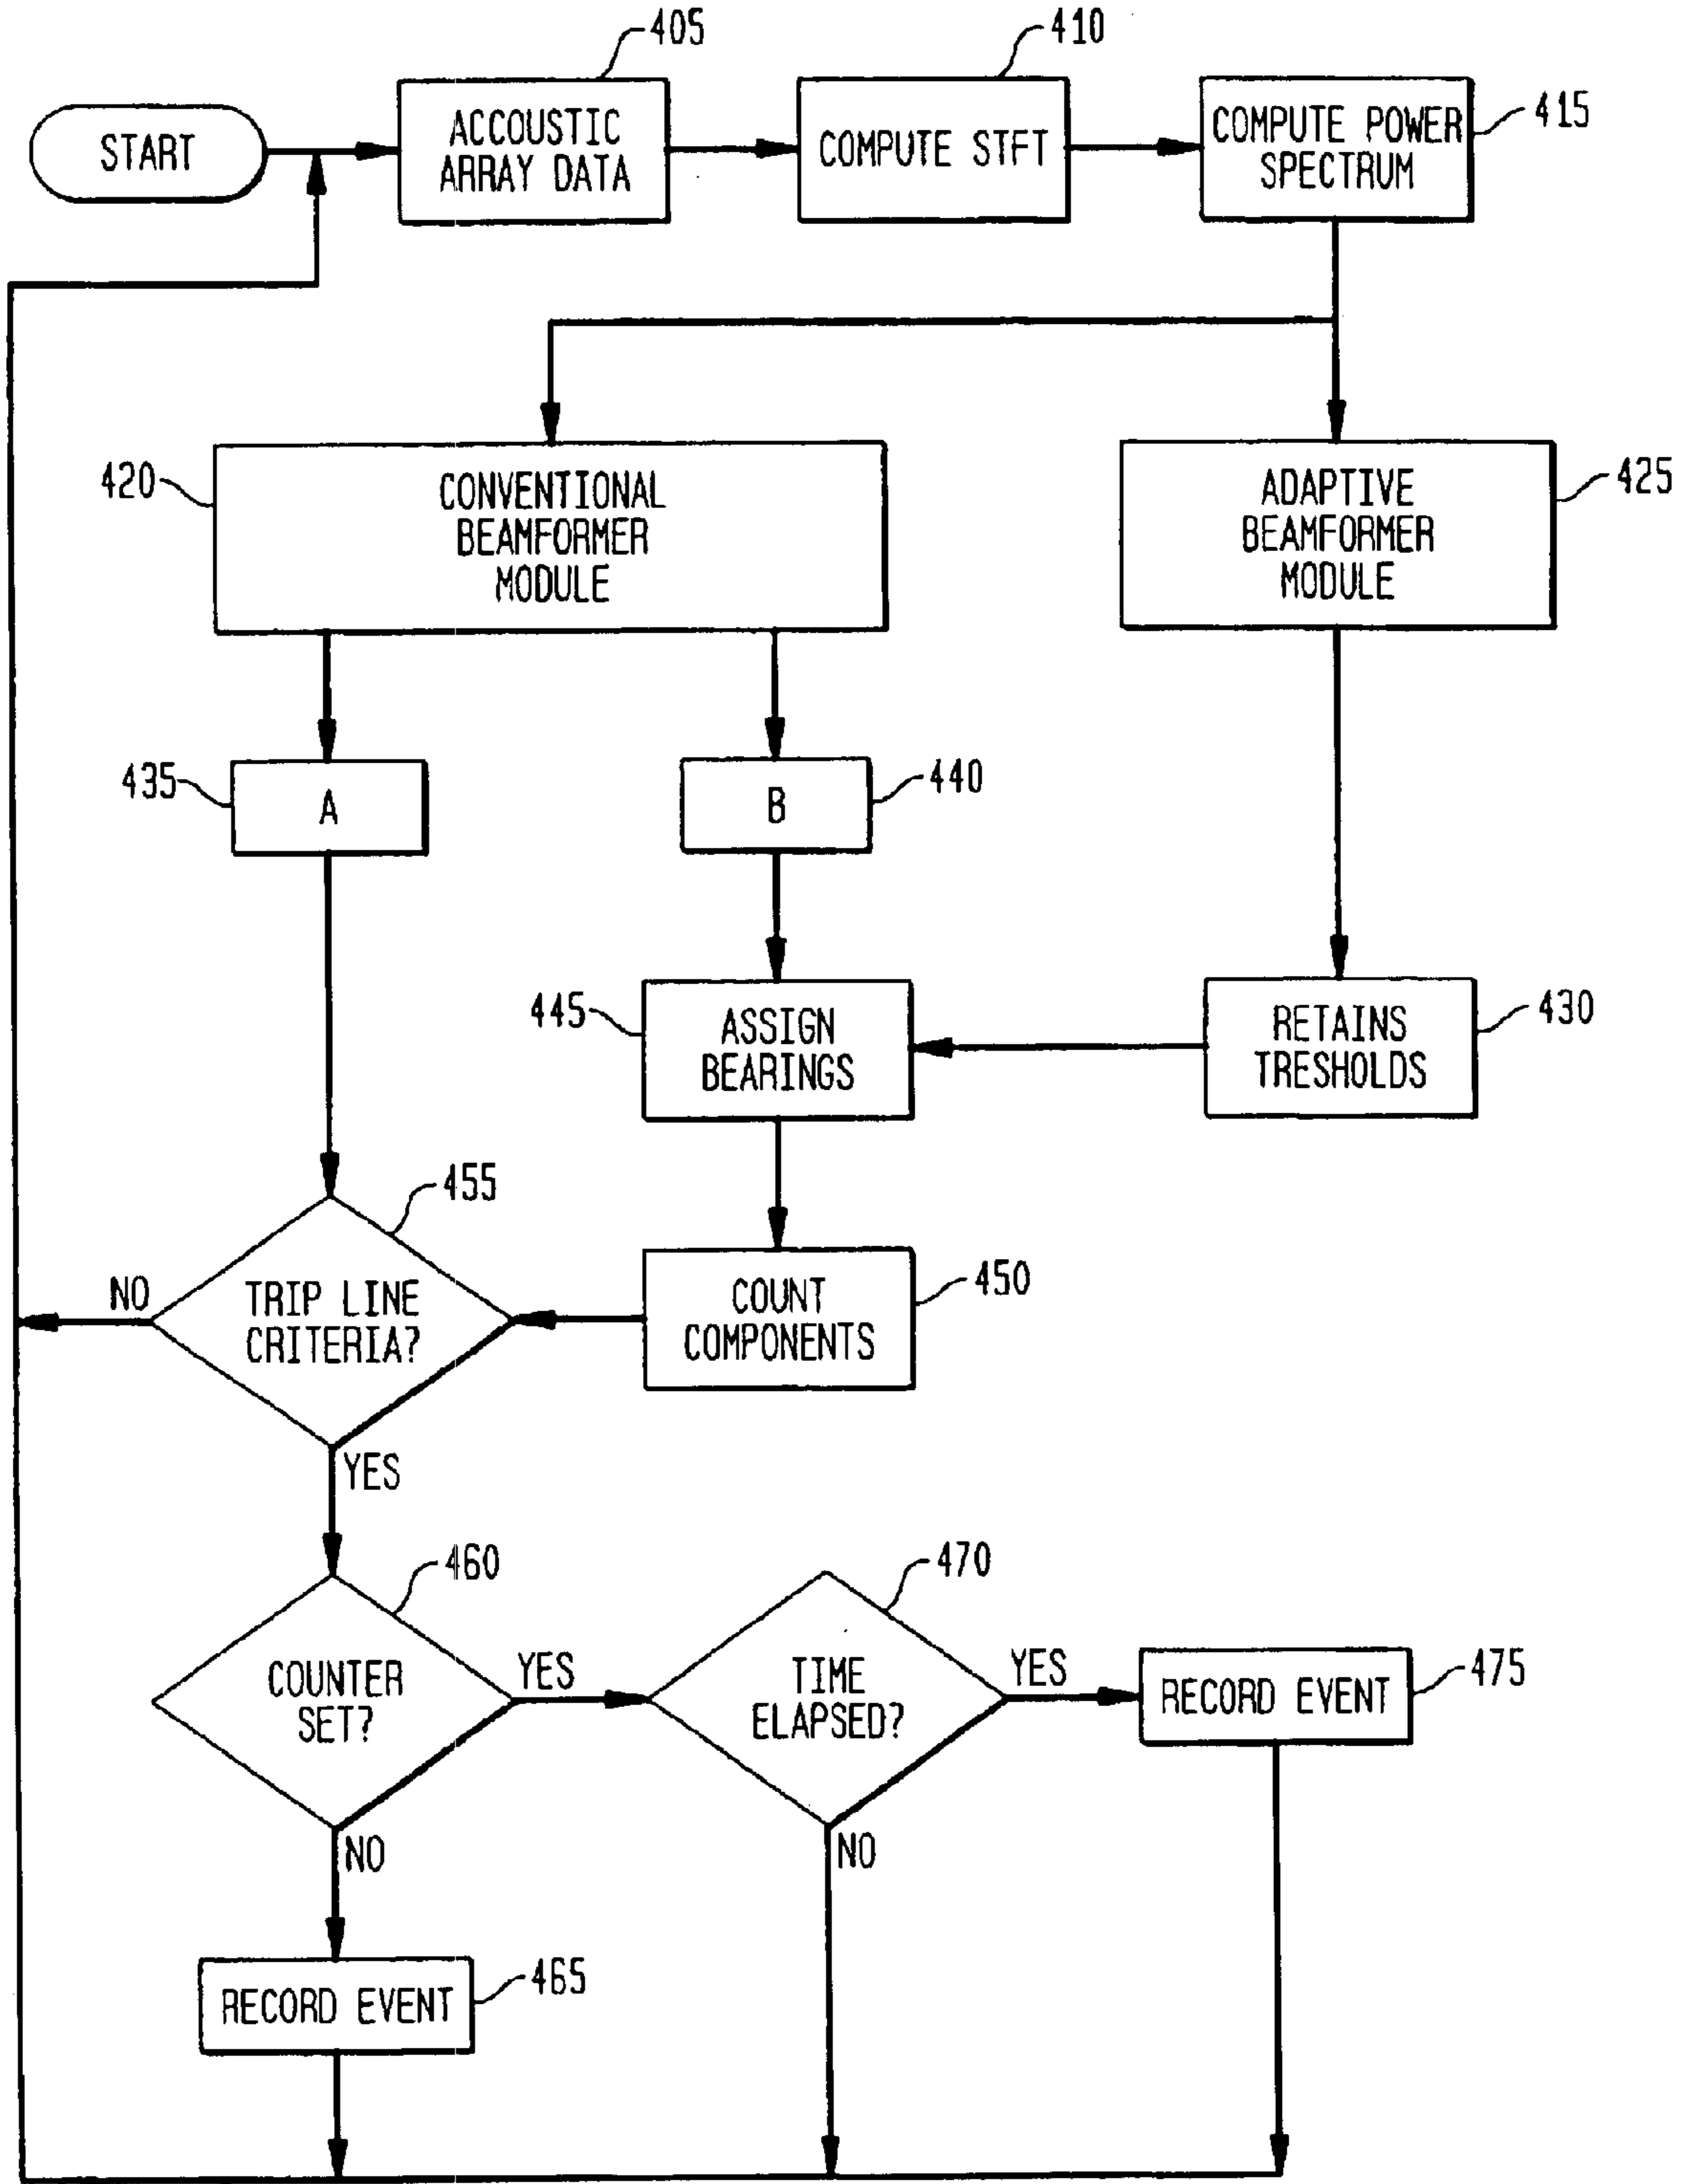 405
410
START
ACCOUSTIC
ARRAY DATA
COMPUTE STFT
COMPUTE POWER
SPECTRUM
415
420
CONVENTIONAL
BEAMFORMER
MODULE
ADAPTIVE
BEAMFORMER
MODULE
425
435
A
B
440
445
ASSIGN
BEARINGS
RETAINS
TRESHOLDS
430
455
NO
TRIP LINE
CRITERIA?
COUNT
COMPONENTS
450
YES
460
470
COUNTER
SET?
YES
TIME
ELAPSED?
YES
RECORD EVENT
475
NO
NO
RECORD EVENT
465